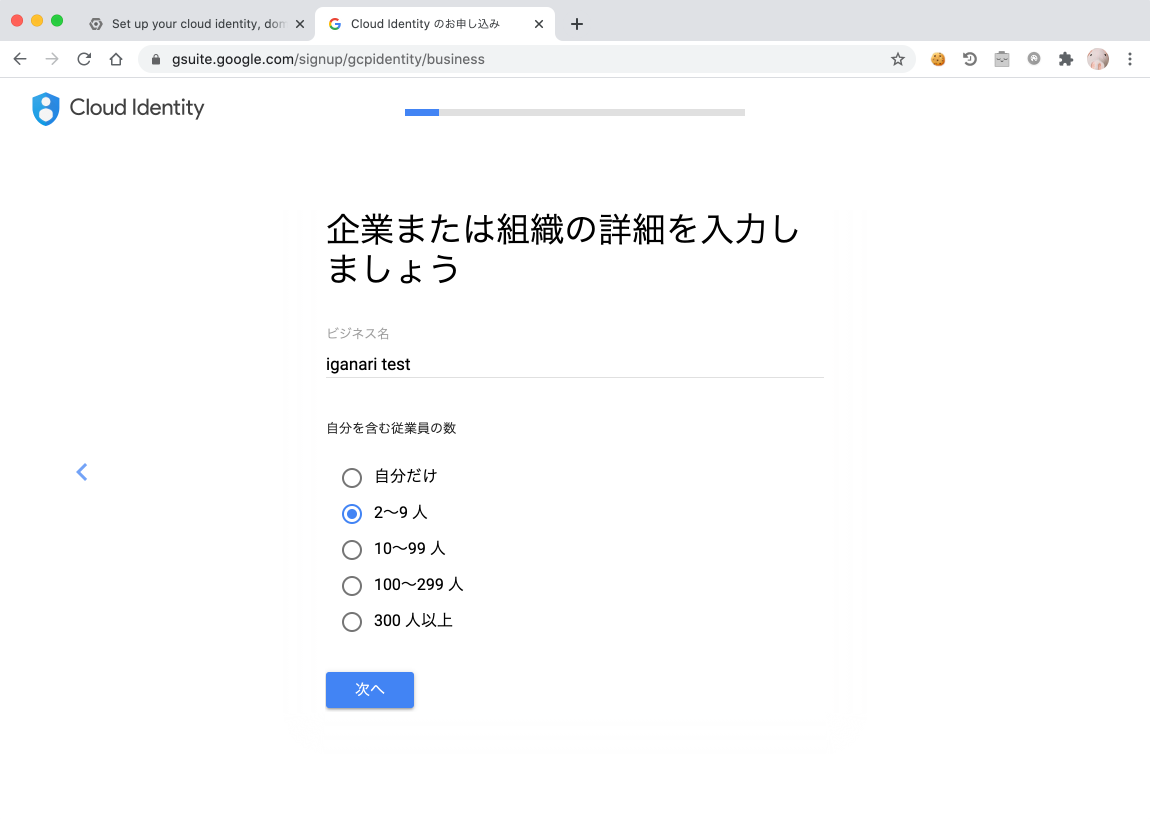 Set up your cloud identity, dom
Cloud Identity のお申し込み
gsuite.google.com/signup/gcpidentity/business
Cloud Identity
企業または組織の詳細を入力し
ましょう
ビジネス名
iganari test
自分を含む従業員の数
自分だけ
2～9 人
10～99 人
100～299 人
300 人以上
次へ